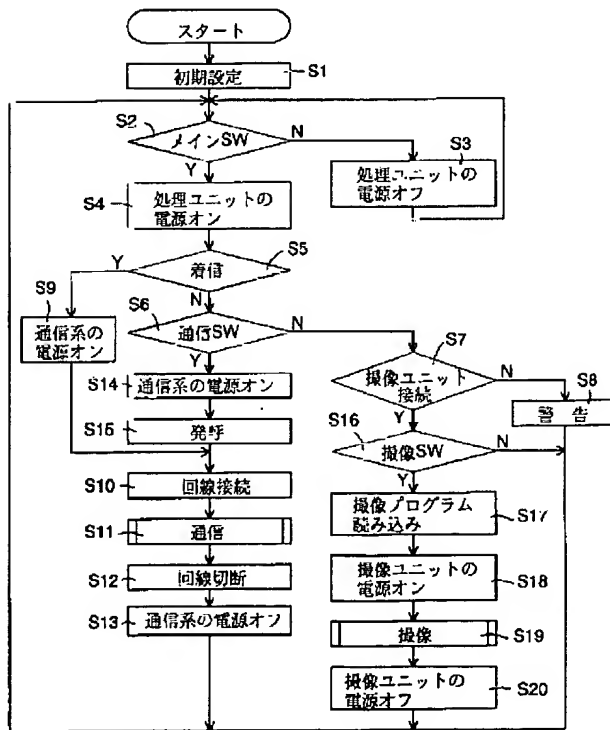 スタート
初期設定
S1
S2
メインSW
N
Y
S3
処理ユニットの
電源オフ
S4
処理ユニットの
電源オン
S5
着信
Y
N
S9
通信系の
電源オン
S6
通信SW
N
Y
S7
撮像ユニット
接続
N
Y
S8
警告
S14
通信系の電源オン
S15
発呼
S16
撮像SW
N
Y
S10
回線接続
S17
撮像プログラム
読み込み
S11
通信
S12
回線切断
S18
撮像ユニットの
電源オン
S13
通信系の電源オフ
S19
撮像
S20
撮像ユニットの
電源オフ